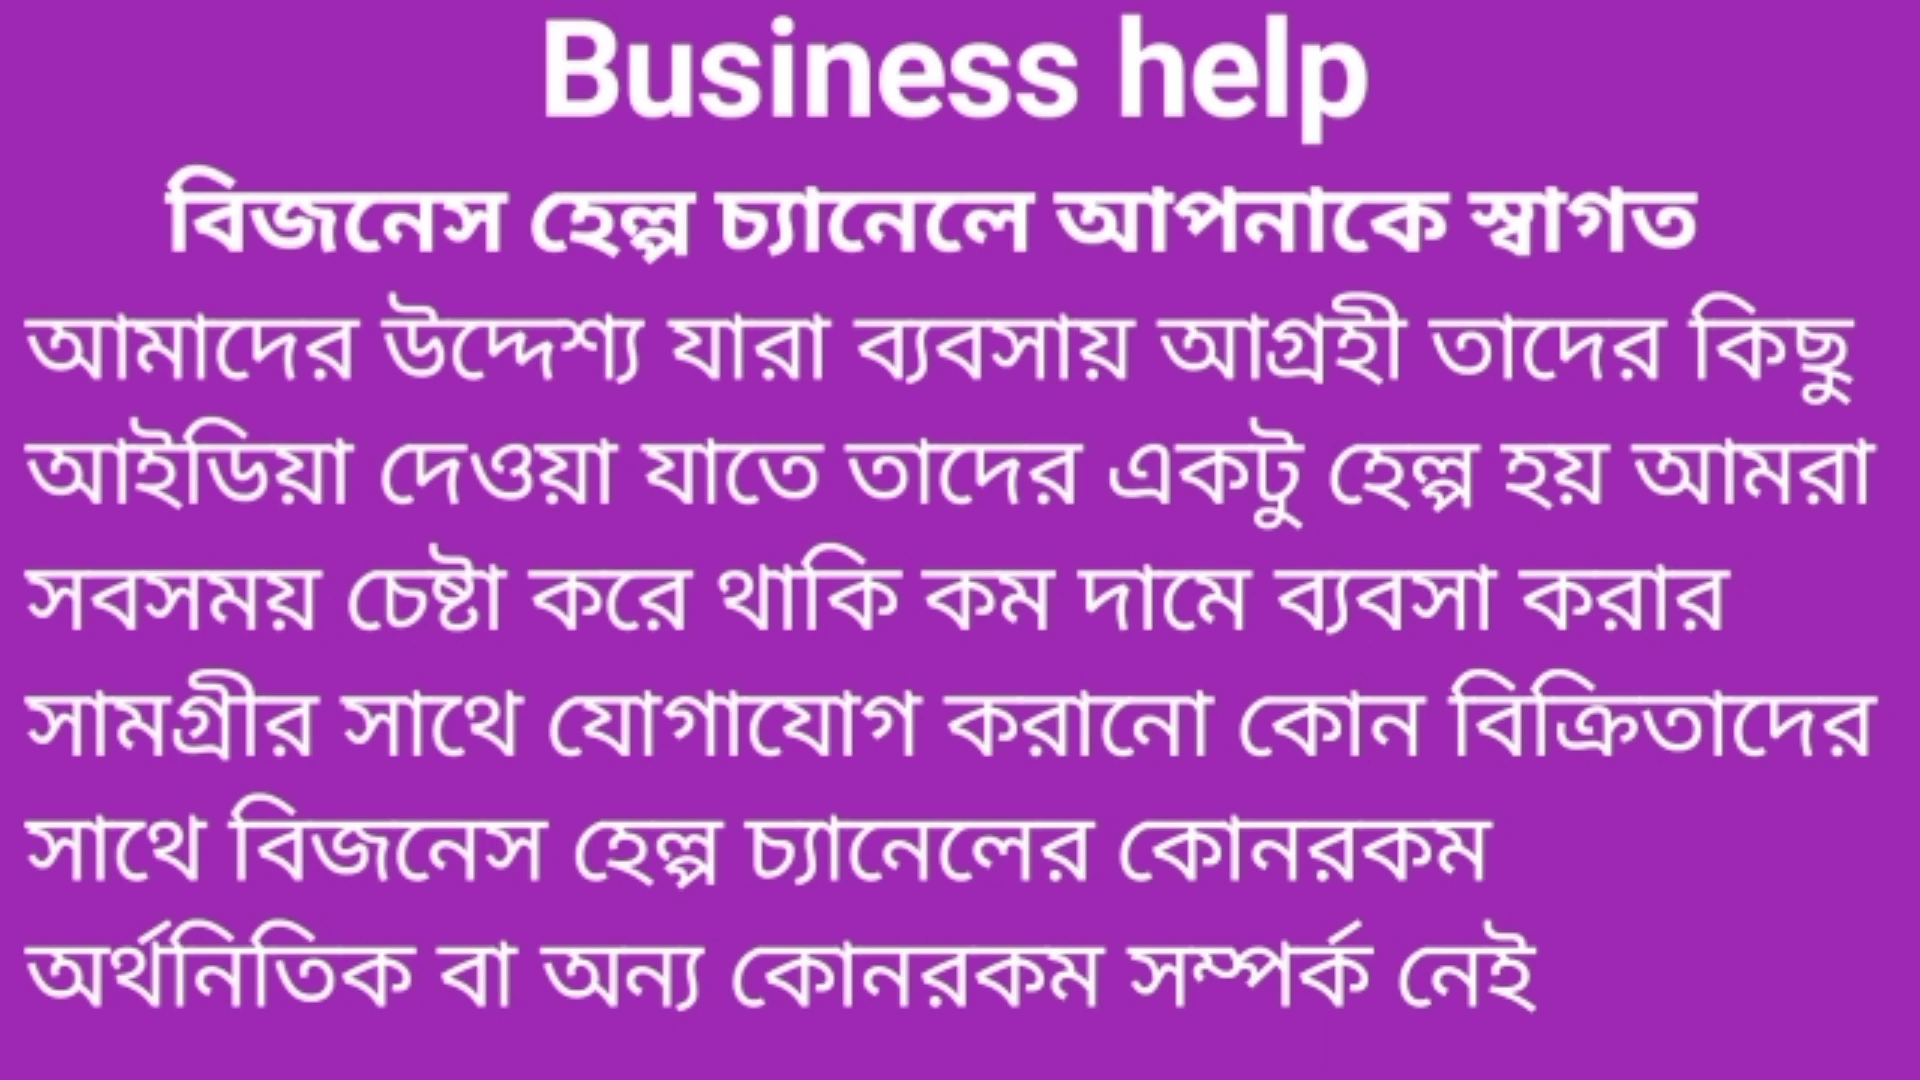 Business help
বিজনেস হেল্প চ্যানেলে আপনাকে স্বাগত
আমাদের উদ্দেশ্য যারা ব্যবসায় আগ্রহী তাদের কিছু
আইডিয়া দেওয়া যাতে তাদের একটু হেল্প হয় আমরা
সবসময় চেষ্টা করে থাকি কম দামে ব্যবসা করার
সামগ্রীর সাথে যোগাযোগ করানো কোন বিক্রিতাদের
সাথে বিজনেস হেল্প চ্যানেলের কোনরকম
অর্থনিতিক বা অন্য কোনরকম সম্পর্ক নেই